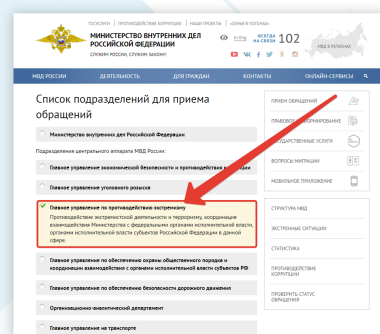 ГОСУСЛУГИ | ПРОТИВОДЕЙСТВИЕ КОРРУПЦИИ | НАШИ ПРОЕКТЫ | «СЕМЬЯ В ПОГОНАХ»
МИНИСТЕРСТВО ВНУТРЕННИХ ДЕЛ
РОССИЙСКОЙ ФЕДЕРАЦИИ
СЛУЖИМ РОССИИ, СЛУЖИМ ЗАКОНУ!
ВСЕГДА
НА СВЯЗИ 102
МВД В РЕГИОНАХ
МВД РОССИИ ДЕЯТЕЛЬНОСТЬ ДЛЯ ГРАЖДАН КОНТАКТЫ ОНЛАЙН-СЕРВИСЫ
Список подразделений для приема
обращений
Министерство внутренних дел Российской Федерации
Подразделения центрального аппарата МВД России:
Главное управление экономической безопасности и противодействия
Главное управление уголовного розыска
Главное управление по противодействию экстремизму
Противодействие экстремистской деятельности и терроризму, координация
взаимодействия Министерства с федеральными органами исполнительной власти,
органами исполнительной власти субъектов Российской Федерации в данной
сфере.
Главное управление по обеспечению охраны общественного порядка и
координации взаимодействия с органами исполнительной власти субъектов РФ
Главное управление по обеспечению безопасности дорожного движения
Организационно-аналитический департамент
Главное управление на транспорте
ПРИЕМ ОБРАЩЕНИЙ
ПРАВОВОЕ
УСЛУГИ
ВОПРОСЫ МИГРАЦИИ
МОБИЛЬНОЕ ПРИЛОЖЕНИЕ
СТРУКТУРА МВД
ЭКСТРЕННЫЕ СИТУАЦИИ
СТАТИСТИКА
ПРОТИВОДЕЙСТВИЕ
КОРРУПЦИИ
ПРОВЕРИТЬ СТАТУС
ОБРАЩЕНИЯ